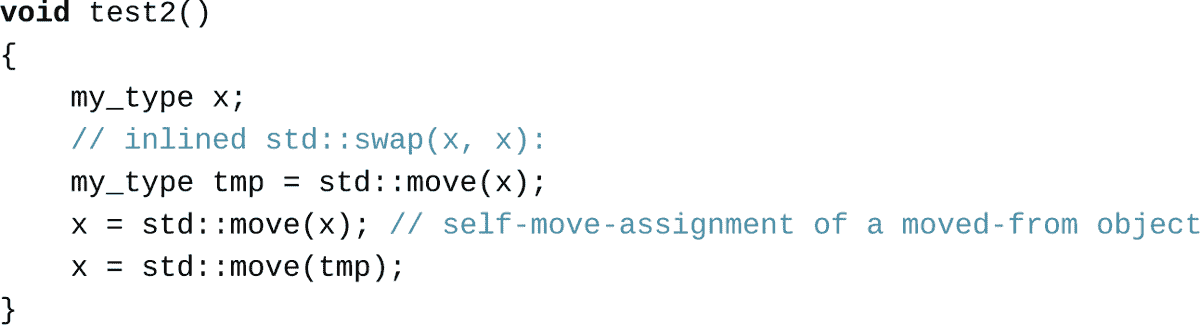 void test2()
{
    my_type x;
    // inlined std::swap(x, x):
    my_type tmp = std::move(x);
    x = std::move(x); // self-move-assignment of a moved-from object
    x = std::move(tmp);
}